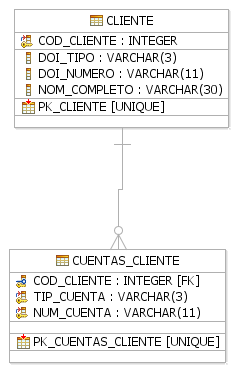 CLIENTE
COD_CLIENTE : INTEGER
DOI_TIPO : VARCHAR(3)
DOI_NUMERO : VARCHAR(11)
NOM_COMPLETO : VARCHAR(30)
PK_CLIENTE [UNIQUE]
CUENTAS_CLIENTE
COD_CLIENTE : INTEGER [FK]
TIP_CUENTA : VARCHAR(3)
NUM_CUENTA : VARCHAR(11)
PK_CUENTAS_CLIENTE [UNIQUE]